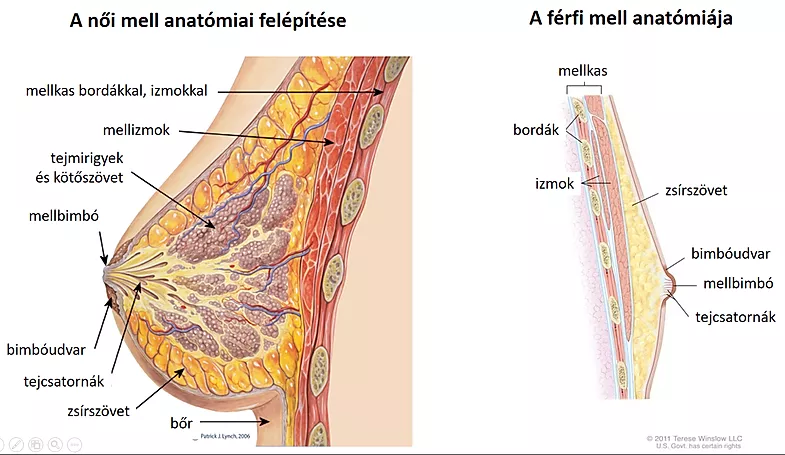 A női mell anatómiai felépítése
mellkas bordákkal, izmokkal
mellizmok
tejmirigyek
és kötőszövet
mellbimbó
bimbóudvar
tejcsatornák
zsírszövet
bőr
Patrick J. Lynch, 2006
A férfi mell anatómiája
mellkas
bordák
izmok
zsírszövet
bimbóudvar
mellbimbó
tejcsatornák
© 2011 Terese Winslow LLC
U.S. Govt. has certain rights